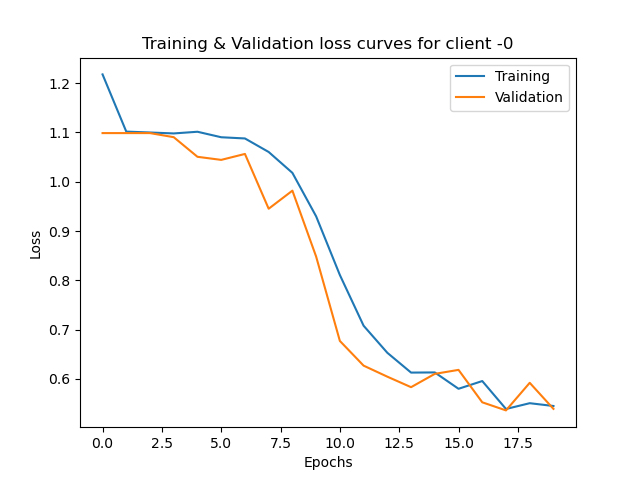 Training & Validation loss curves for client -0
Training
Validation
1.2
1.1
1.0
0.9
0.8
0.7
0.6
Loss
0.0 2.5 5.0 7.5 10.0 12.5 15.0 17.5
Epochs